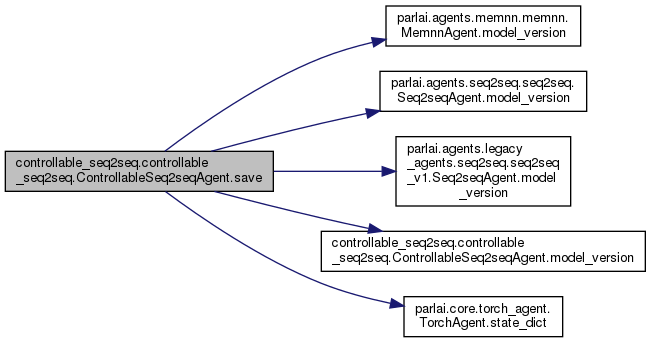 parlai.agents.memnn.memnn.
MemnnAgent.model_version
parlai.agents.seq2seq.seq2seq.
Seq2seqAgent.model_version
controllable_seq2seq.controllable
_seq2seq.ControllableSeq2seqAgent.save
parlai.agents.legacy
_agents.seq2seq.seq2seq
_v1.Seq2seqAgent.model
_version
controllable_seq2seq.controllable
_seq2seq.ControllableSeq2seqAgent.model_version
parlai.core.torch_agent.
TorchAgent.state_dict